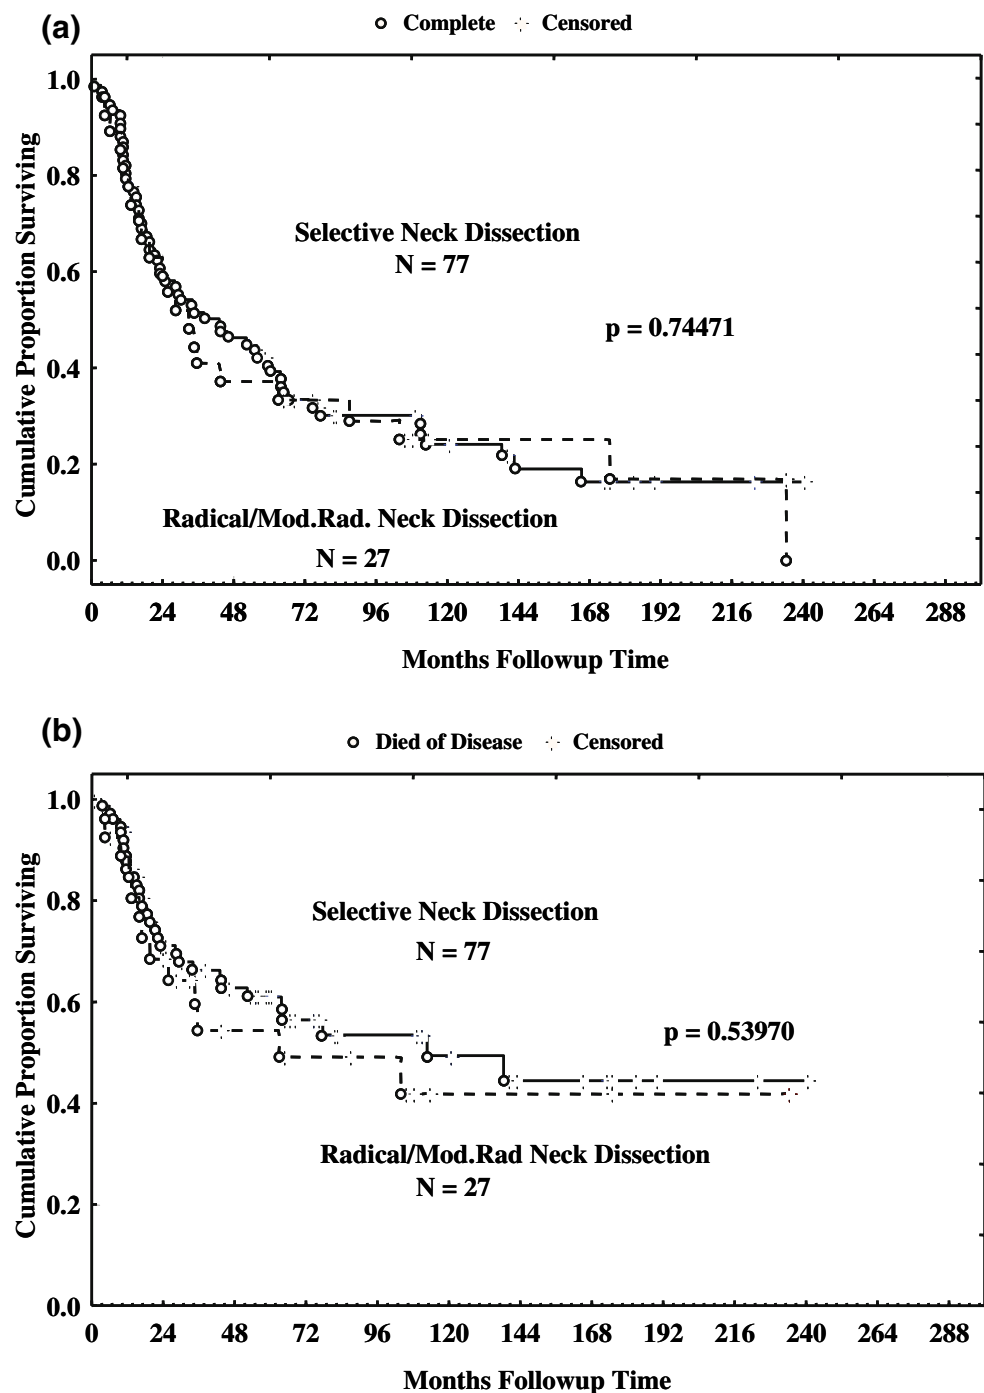 (a)
Complete Censored
1.0
0.8
0.6
0.4
0.2
0.0
Cumulative Proportion Surviving
Selective Neck Dissection
N = 77
p = 0.74471
Radical/Mod.Rad. Neck Dissection
N = 27
0 24 48 72 96 120 144 168 192 216 240 264 288
Months Followup Time
(b)
Died of Disease Censored
1.0
0.8
0.6
0.4
0.2
0.0
Cumulative Proportion Surviving
Selective Neck Dissection
N = 77
p = 0.53970
Radical/Mod.Rad Neck Dissection
N = 27
0 24 48 72 96 120 144 168 192 216 240 264 288
Months Followup Time